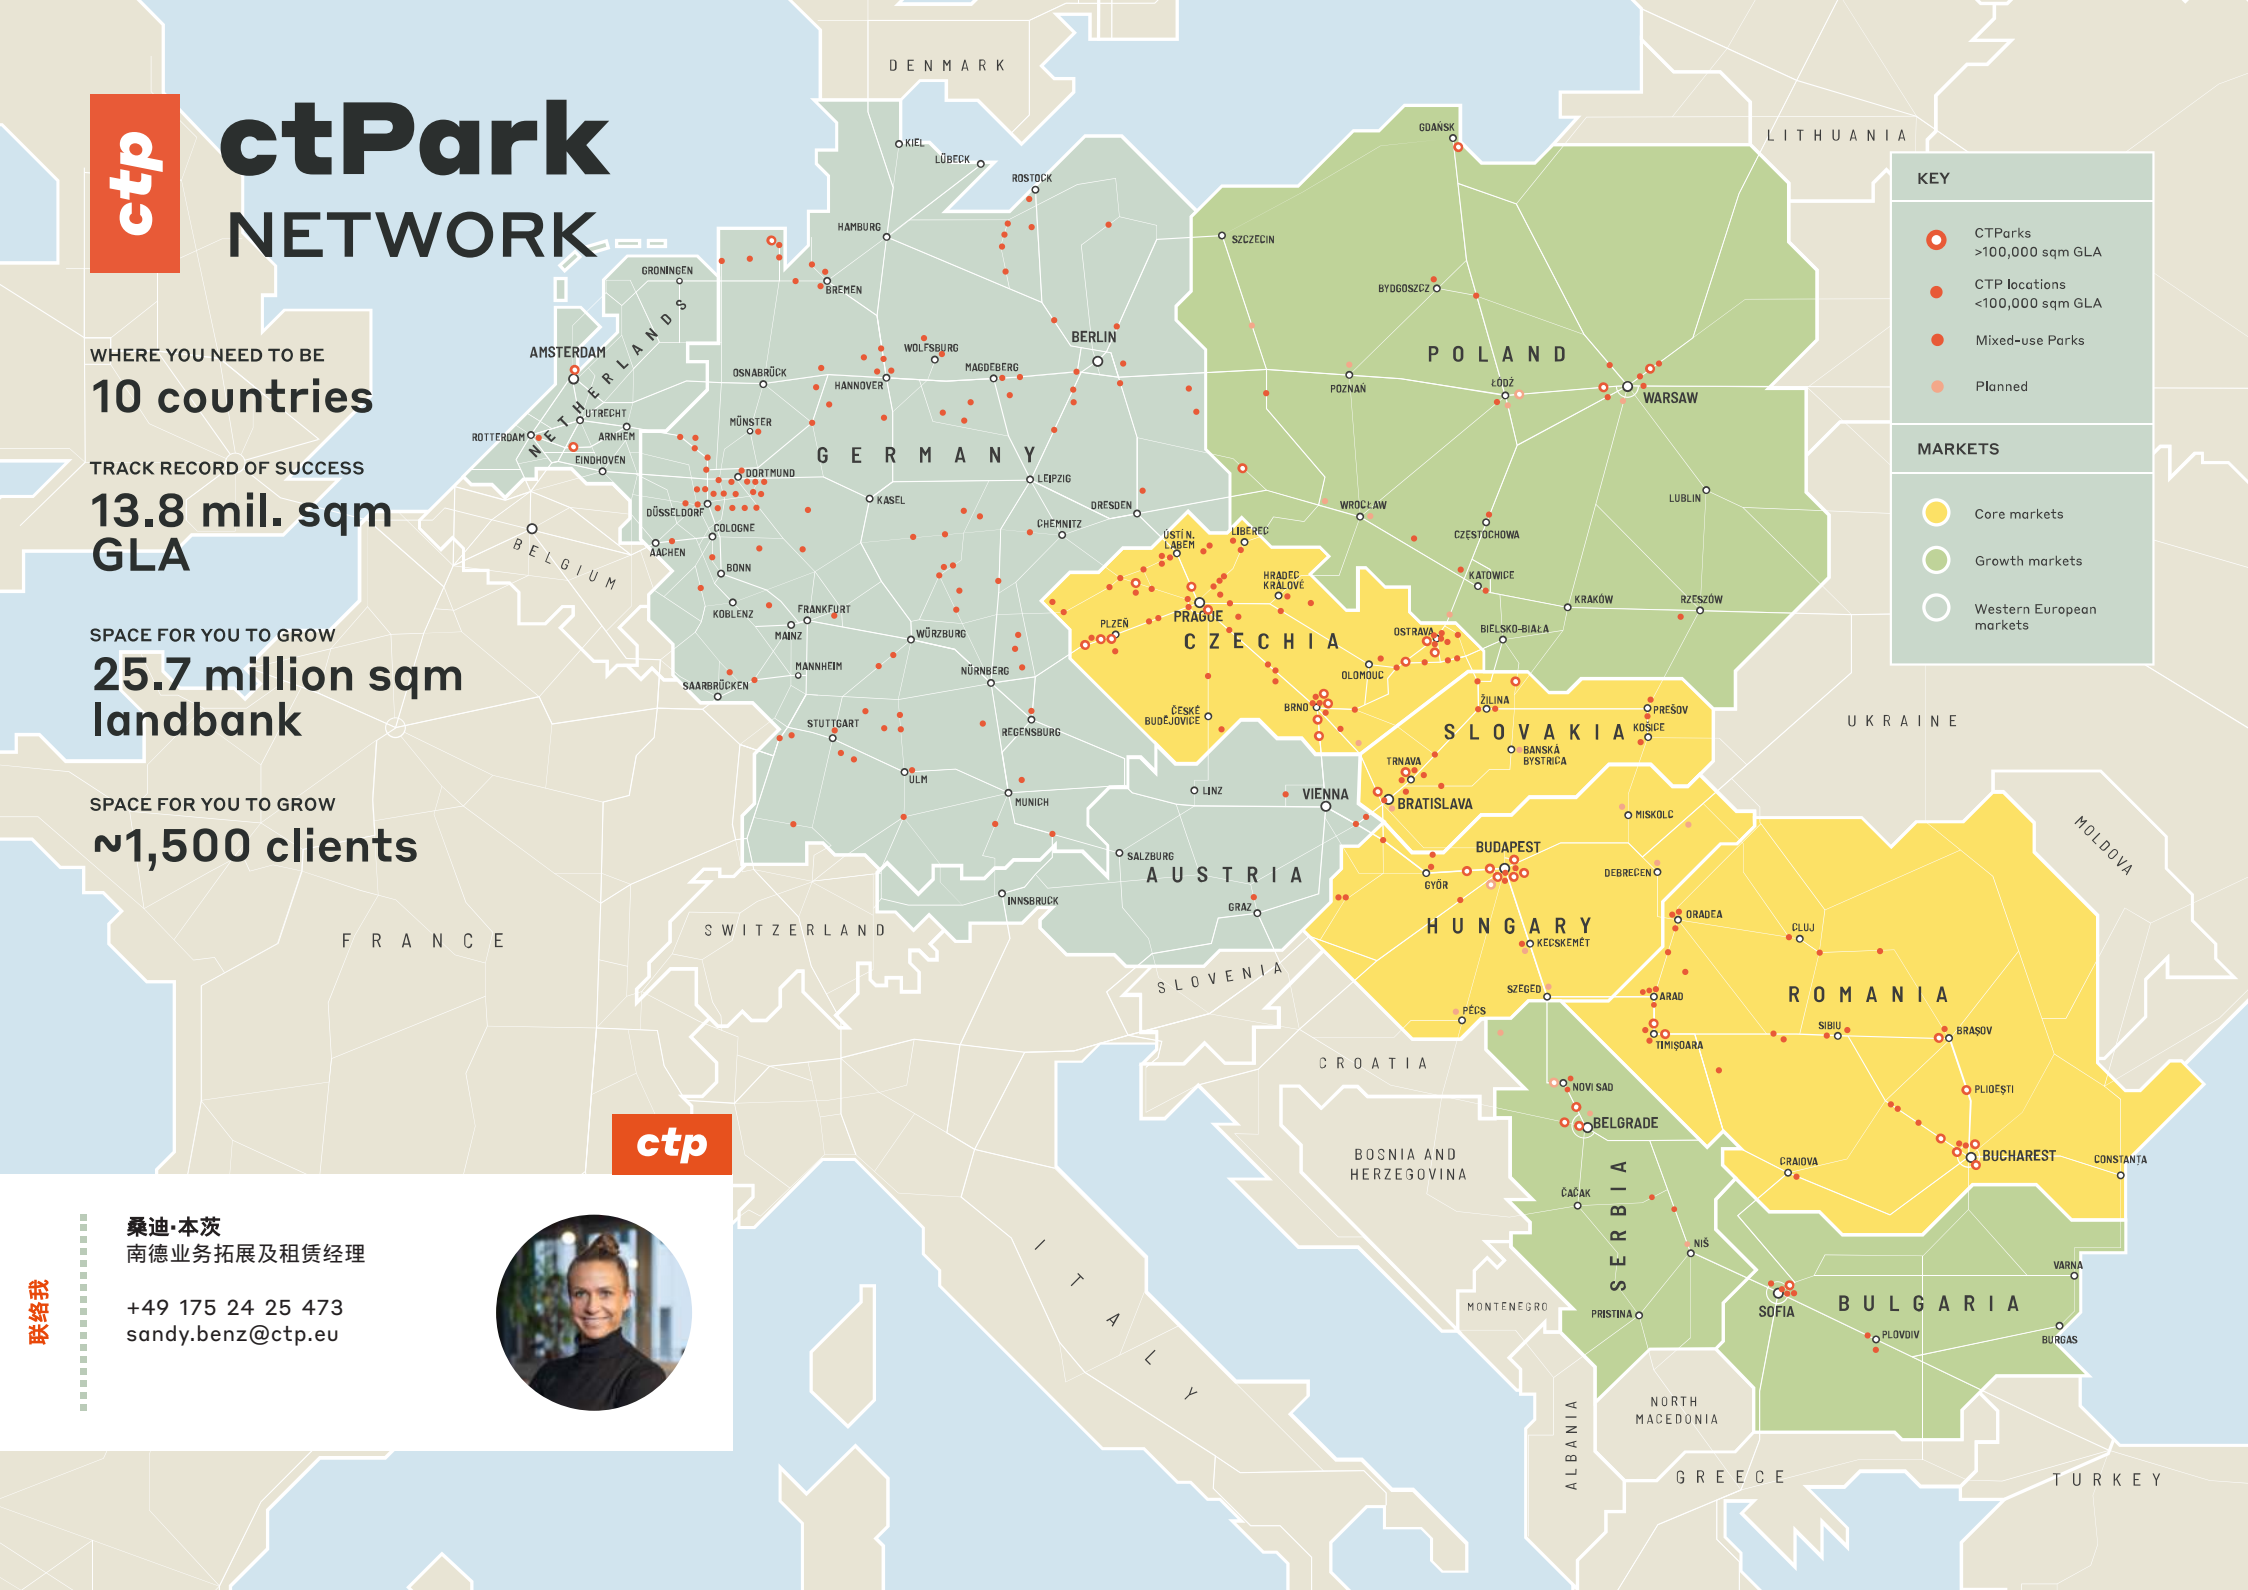 ctp
ctPark
NETWORK
WHERE YOU NEED TO BE
10 countries
TRACK RECORD OF SUCCESS
13.8 mil. sqm
GLA
SPACE FOR YOU TO GROW
25.7 million sqm
landbank
SPACE FOR YOU TO GROW
~1,500 clients
KEY
CTParks
>100,000 sqm GLA
CTP locations
<100,000 sqm GLA
Mixed-use Parks
Planned
MARKETS
Core markets
Growth markets
Western European
markets
DENMARK
LITHUANIA
NETHERLANDS
GRONINGEN
AMSTERDAM
UTRECHT
ROTTERDAM
ARNHEM
EINDHOVEN
BELGIUM
GERMANY
KIEL
LÜBECK
ROSTOCK
HAMBURG
BREMEN
BERLIN
WOLFSBURG
MAGDEBERG
OSNABRÜCK
HANNOVER
MÜNSTER
DORTMUND
DÜSSELDORF
KASEL
LEIPZIG
DRESDEN
CHEMNITZ
COLOGNE
AACHEN
BONN
KOBLENZ
FRANKFURT
MAINZ
WÜRZBURG
MANNHEIM
SAARBRÜCKEN
NÜRNBERG
STUTTGART
REGENSBURG
ULM
MUNICH
POLAND
GDAŃSK
SZCZECIN
BYDGOSZCZ
POZNAŃ
ŁÓDŹ
WARSAW
WROCŁAW
LUBLIN
CZĘSTOCHOWA
KATOWICE
KRAKÓW
RZESZÓW
BIELSKO-BIAŁA
CZECHIA
ÚSTÍ N.
LABEM
LIBEREC
HRADEC
KRÁLOVÉ
PRAGUE
PLZEŇ
OSTRAVA
OLOMOUC
BRNO
ČESKÉ
BUDĚJOVICE
SLOVAKIA
ŽILINA
PREŠOV
KOŠICE
BANSKÁ
BYSTRICA
TRNAVA
BRATISLAVA
UKRAINE
MOLDOVA
AUSTRIA
LINZ
VIENNA
SALZBURG
INNSBRUCK
GRAZ
HUNGARY
MISKOLC
BUDAPEST
GYŐR
DEBRECEN
KECSKEMÉT
SZEGED
PÉCS
ROMANIA
ORADEA
CLUJ
ARAD
TIMIȘOARA
SIBIU
BRAȘOV
PLIOEȘTI
BUCHAREST
CRAIOVA
CONSTANȚA
FRANCE
SWITZERLAND
SLOVENIA
CROATIA
BOSNIA AND
HERZEGOVINA
SERBIA
NOVI SAD
BELGRADE
ČAČAK
NIŠ
PRISTINA
MONTENEGRO
BULGARIA
SOFIA
VARNA
BURGAS
PLOVDIV
NORTH
MACEDONIA
ALBANIA
GREECE
TURKEY
ITALY
ctp
联络我
桑迪·本茨
南德业务拓展及租赁经理
+49 175 24 25 473
sandy.benz@ctp.eu